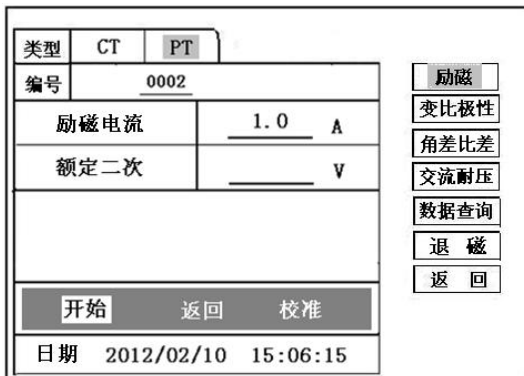 类型 CT PT
编号 0002
励磁电流 1.0 A
额定二次 V
开始 返回 校准
日期 2012/02/10 15:06:15
励磁
变比极性
角差比差
交流耐压
数据查询
退 磁
返 回